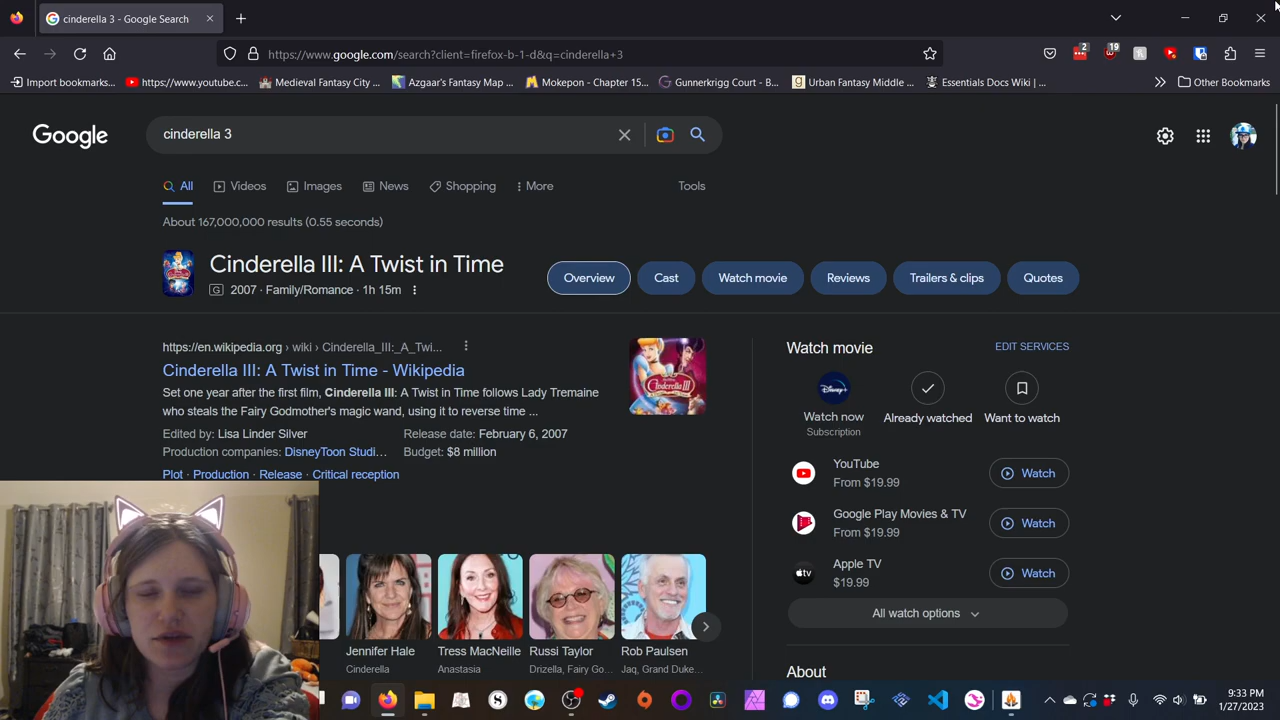 cinderella 3 - Google Search
https://www.google.com/search?client=firefox-b-1-d&q=cinderella+3
2
19
Import bookmarks...
https://www.youtube.c...
Medieval Fantasy City ...
Azgaar's Fantasy Map ...
Mokepon - Chapter 15...
Gunnerkrigg Court - B...
Urban Fantasy Middle ...
Essentials Docs Wiki | ...
Other Bookmarks
Google
cinderella 3
All
Videos
Images
News
Shopping
More
Tools
About 167,000,000 results (0.55 seconds)
Cinderella III: A Twist in Time
G 2007 · Family/Romance · 1h 15m
Overview
Cast
Watch movie
Reviews
Trailers & clips
Quotes
https://en.wikipedia.org › wiki › Cinderella_III:_A_Twi...
Cinderella III: A Twist in Time - Wikipedia
Set one year after the first film, Cinderella III: A Twist in Time follows Lady Tremaine
who steals the Fairy Godmother's magic wand, using it to reverse time ...
Edited by: Lisa Linder Silver
Release date: February 6, 2007
Production companies: DisneyToon Studi...
Budget: $8 million
Plot · Production · Release · Critical reception
Cinderella III
Jennifer Hale
Cinderella
Tress MacNeille
Anastasia
Russi Taylor
Drizella, Fairy Go...
Rob Paulsen
Jaq, Grand Duke...
Watch movie
EDIT SERVICES
Disney+
Watch now
Subscription
Already watched
Want to watch
YouTube
From $19.99
Watch
Google Play Movies & TV
From $19.99
Watch
tv
Apple TV
$19.99
Watch
All watch options
About
9:33 PM
1/27/2023